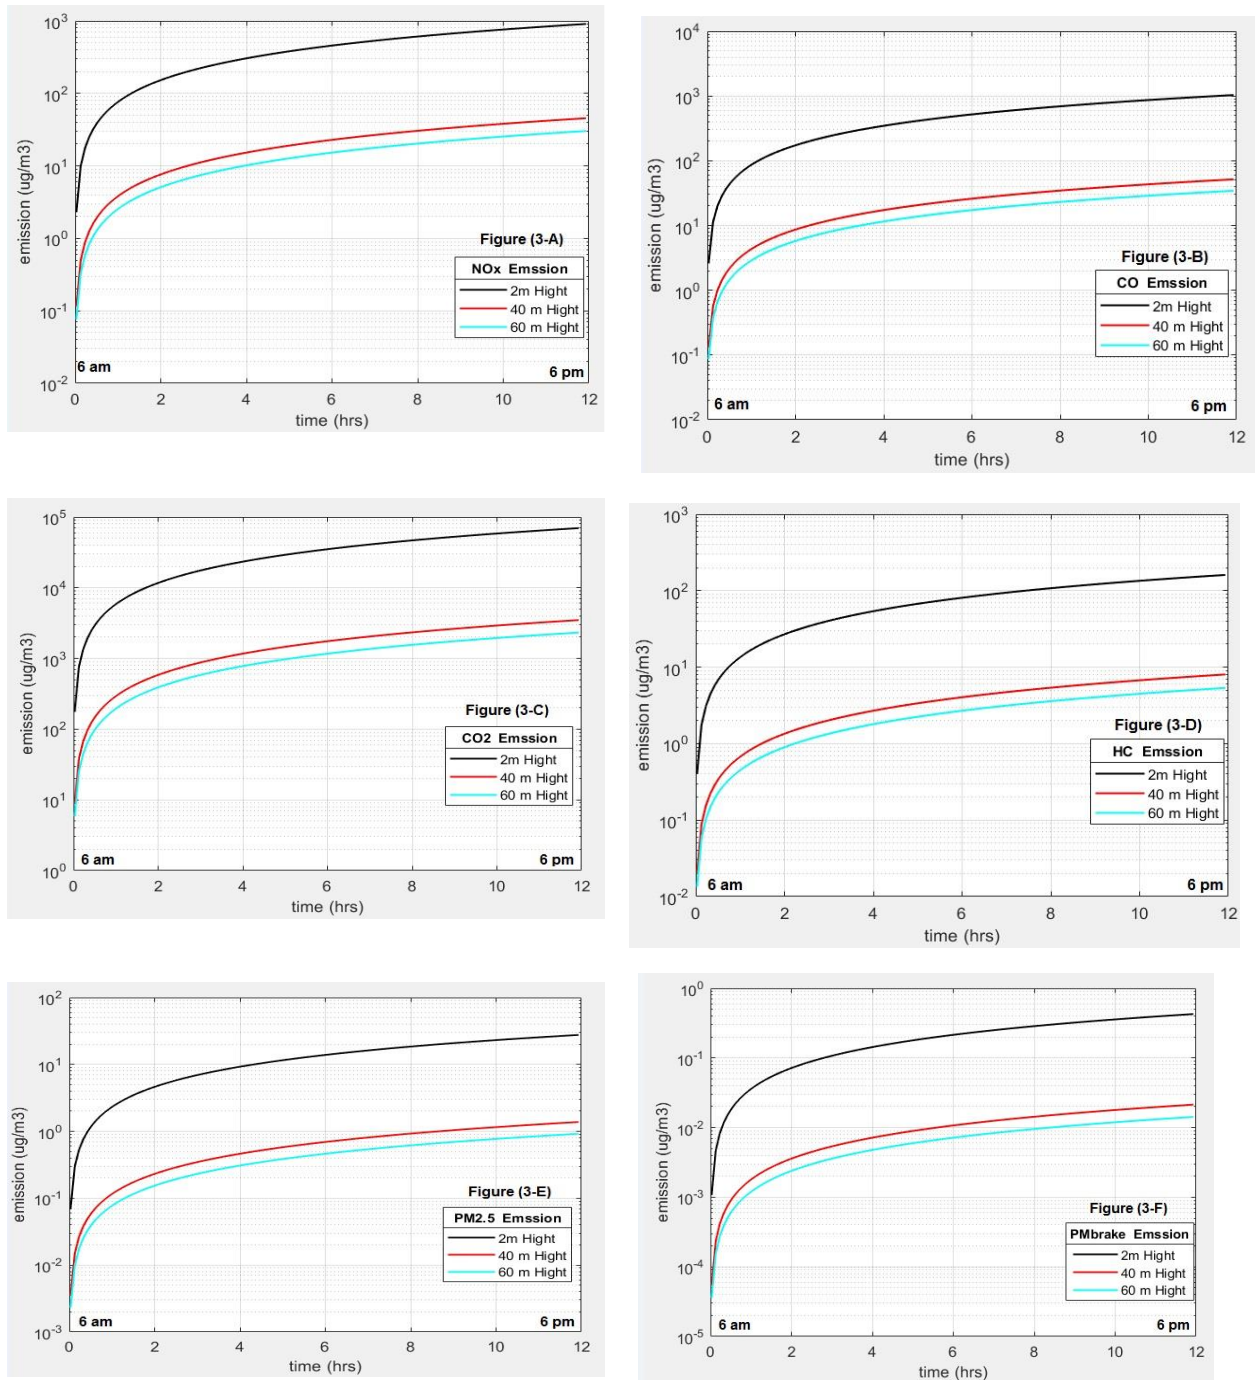 10^3
10^2
10^1
10^0
10^-1
10^-2
emission (ug/m3)
Figure (3-A)
NOx Emssion
2m Hight
40 m Hight
60 m Hight
6 am
6 pm
0 2 4 6 8 10 12
time (hrs)
10^4
10^3
10^2
10^1
10^0
10^-1
10^-2
emission (ug/m3)
Figure (3-B)
CO Emssion
2m Hight
40 m Hight
60 m Hight
6 am
6 pm
0 2 4 6 8 10 12
time (hrs)
10^5
10^4
10^3
10^2
10^1
10^0
emission (ug/m3)
Figure (3-C)
CO2 Emssion
2m Hight
40 m Hight
60 m Hight
6 am
6 pm
0 2 4 6 8 10 12
time (hrs)
10^3
10^2
10^1
10^0
10^-1
10^-2
emission (ug/m3)
Figure (3-D)
HC Emssion
2m Hight
40 m Hight
60 m Hight
6 am
6 pm
0 2 4 6 8 10 12
time (hrs)
10^2
10^1
10^0
10^-1
10^-2
10^-3
emission (ug/m3)
Figure (3-E)
PM2.5 Emssion
2m Hight
40 m Hight
60 m Hight
6 am
6 pm
0 2 4 6 8 10 12
time (hrs)
10^0
10^-1
10^-2
10^-3
10^-4
10^-5
emission (ug/m3)
Figure (3-F)
PMbrake Emssion
2m Hight
40 m Hight
60 m Hight
6 am
6 pm
0 2 4 6 8 10 12
time (hrs)